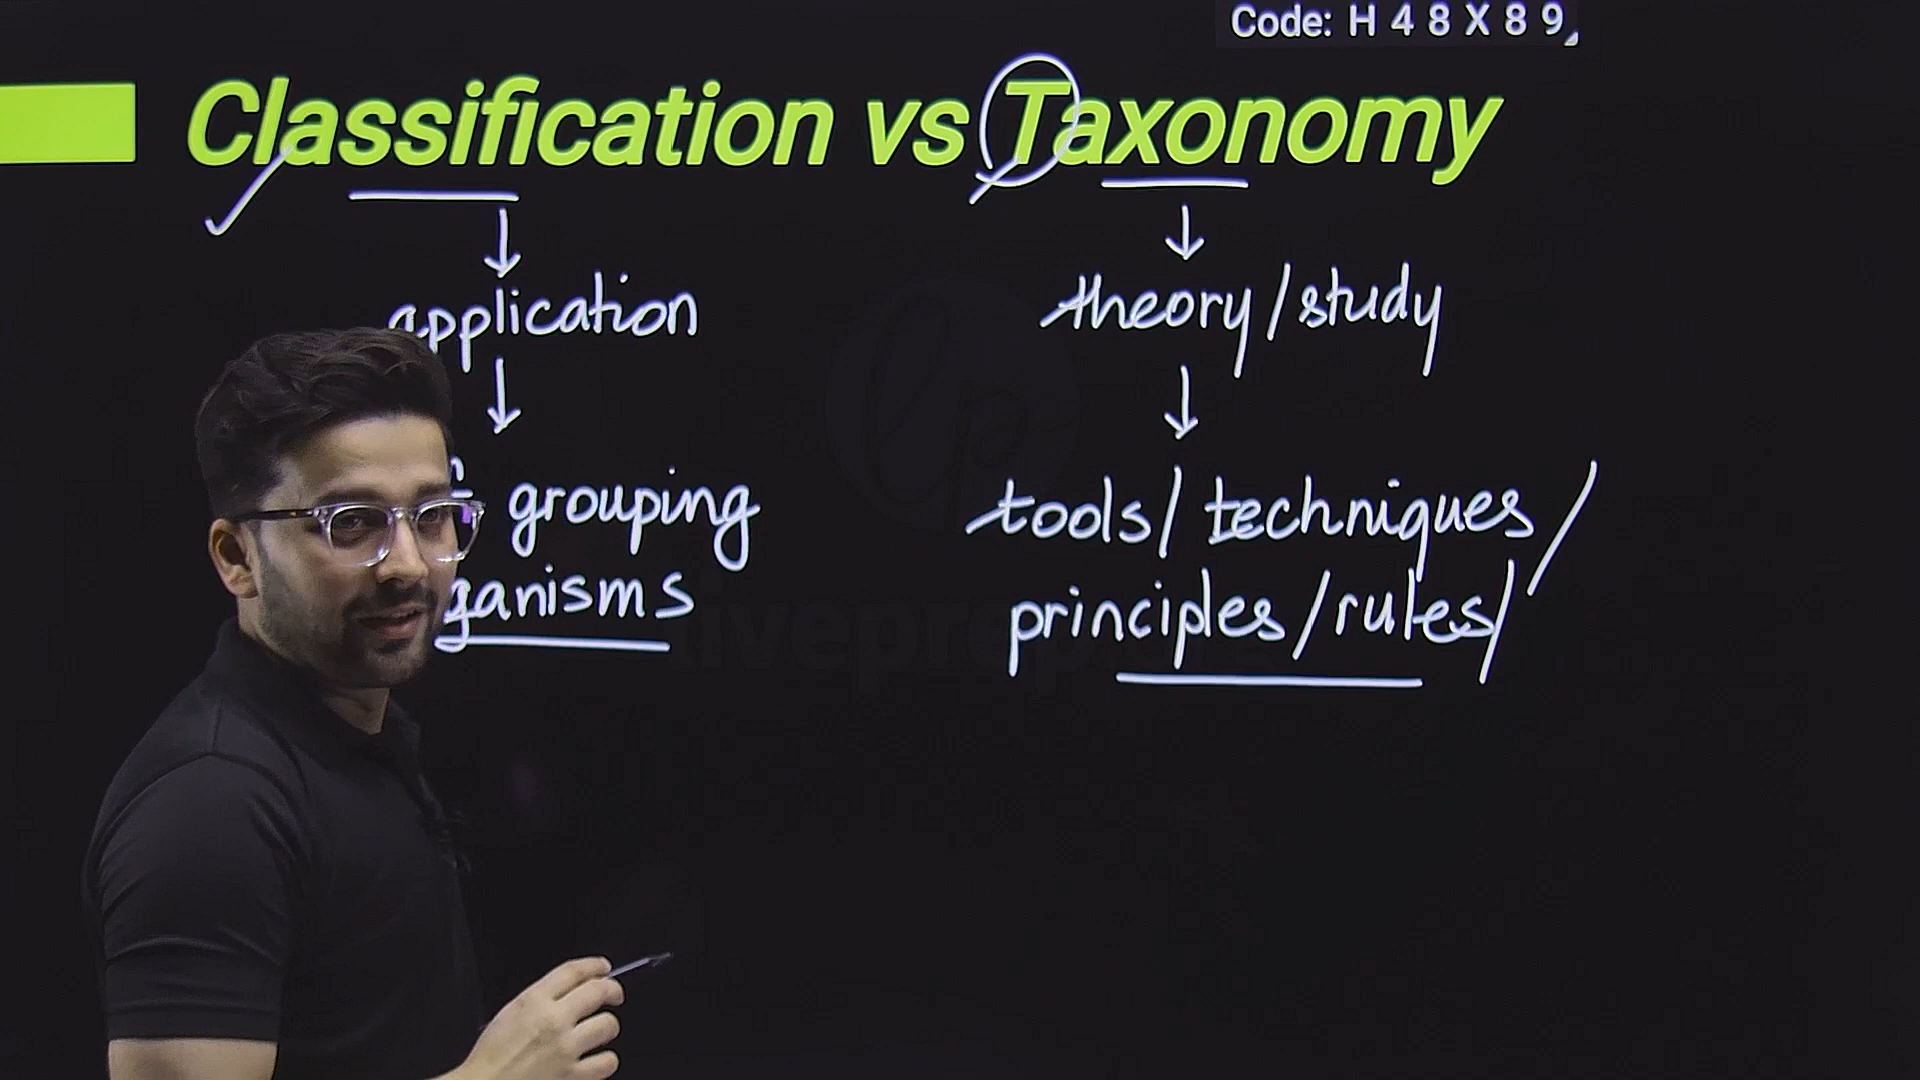 Code: H 4 8 X 8 9
Classification vs Taxonomy
application
theory/study
grouping
tools/ techniques/
ganisms
principles/rules/